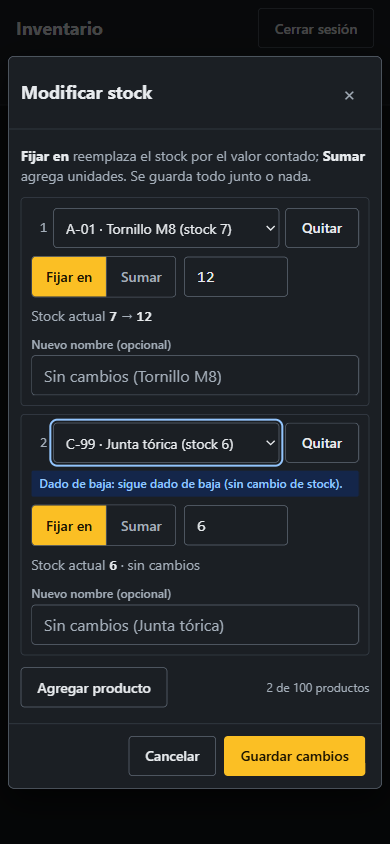 Inventario
Cerrar sesión
Modificar stock
×
Fijar en reemplaza el stock por el valor contado; Sumar
agrega unidades. Se guarda todo junto o nada.
1 A-01 · Tornillo M8 (stock 7) Quitar
Fijar en Sumar 12
Stock actual 7 → 12
Nuevo nombre (opcional)
Sin cambios (Tornillo M8)
2 C-99 · Junta tórica (stock 6) Quitar
Dado de baja: sigue dado de baja (sin cambio de stock).
Fijar en Sumar 6
Stock actual 6 · sin cambios
Nuevo nombre (opcional)
Sin cambios (Junta tórica)
Agregar producto 2 de 100 productos
Cancelar Guardar cambios